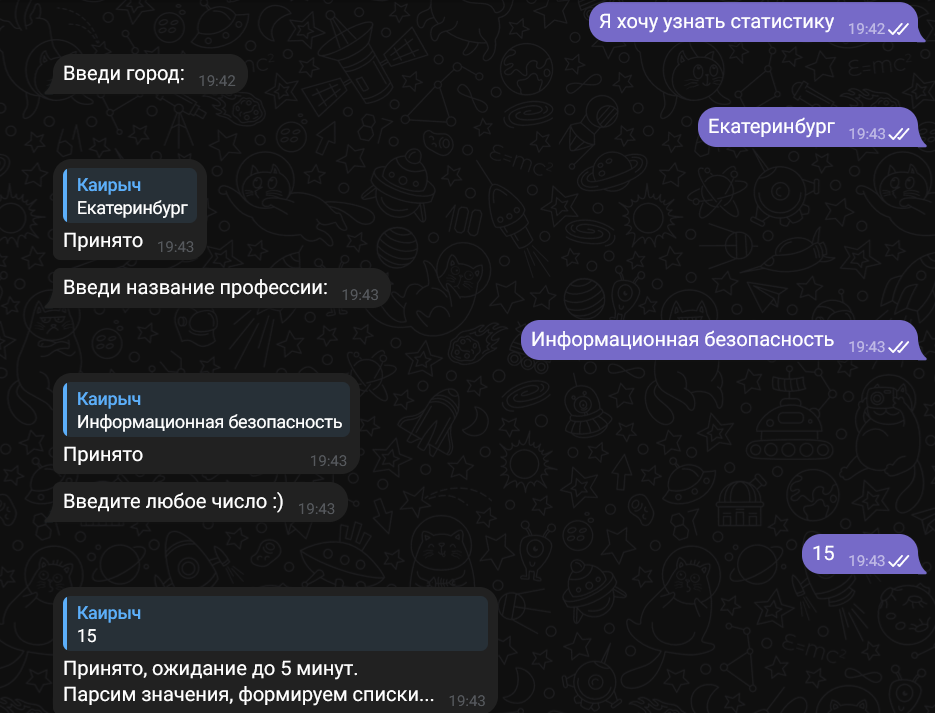 Я хочу узнать статистику 19:42
Введи город: 19:42
Екатеринбург 19:43
Каирыч
Екатеринбург
Принято 19:43
Введи название профессии: 19:43
Информационная безопасность 19:43
Каирыч
Информационная безопасность
Принято 19:43
Введите любое число :) 19:43
15 19:43
Каирыч
15
Принято, ожидание до 5 минут.
Парсим значения, формируем списки... 19:43